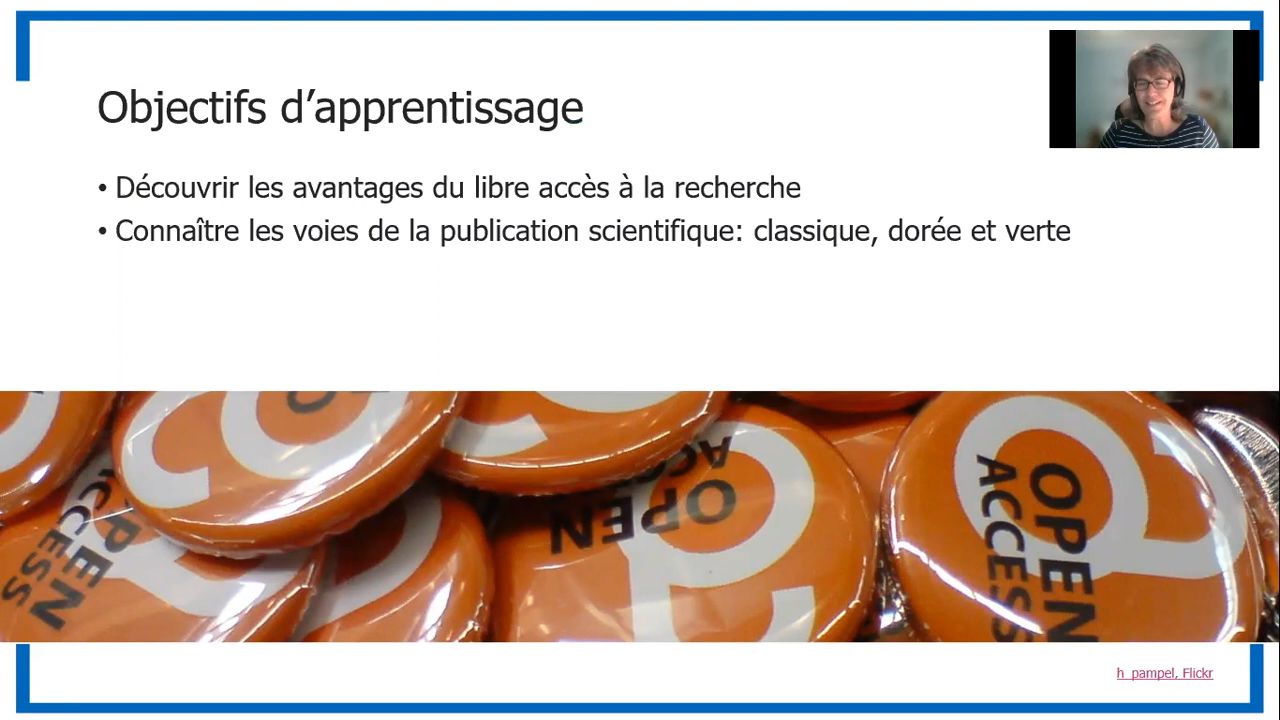 Objectifs d’apprentissage
• Découvrir les avantages du libre accès à la recherche
• Connaître les voies de la publication scientifique: classique, dorée et verte
OPEN
ACCESS
OPEN
ACCESS
OPEN
h_pampel, Flickr